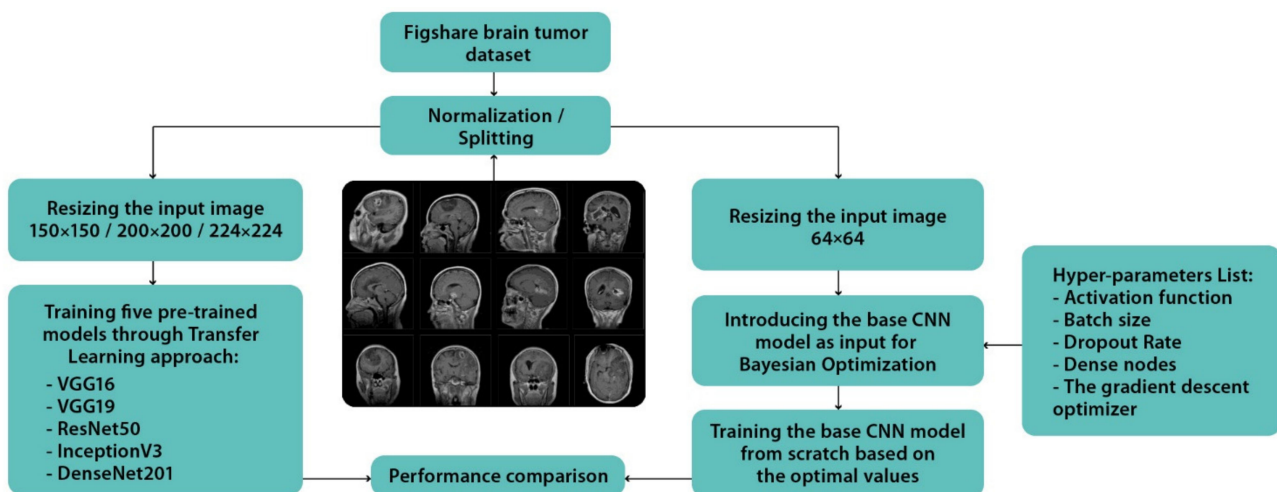 Figshare brain tumor
dataset
Normalization /
Splitting
Resizing the input image
150×150 / 200×200 / 224×224
Training five pre-trained
models through Transfer
Learning approach:
- VGG16
- VGG19
- ResNet50
- InceptionV3
- DenseNet201
Resizing the input image
64×64
Introducing the base CNN
model as input for
Bayesian Optimization
Hyper-parameters List:
- Activation function
- Batch size
- Dropout Rate
- Dense nodes
- The gradient descent
optimizer
Training the base CNN model
from scratch based on
the optimal values
Performance comparison